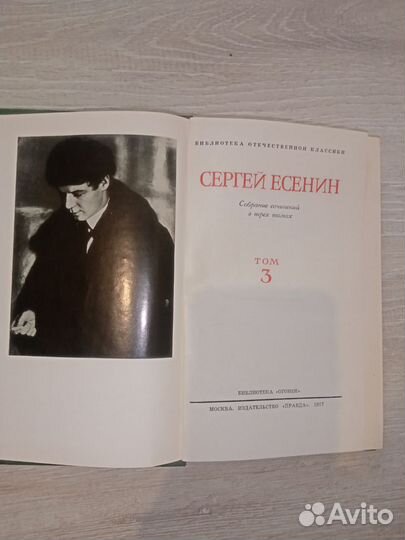 БИБЛИОТЕКА ОТЕЧЕСТВЕННОЙ КЛАССИКИ
СЕРГЕЙ ЕСЕНИН
Собрание сочинений
в трех томах
ТОМ
3
БИБЛИОТЕКА «ОГОНЕК»
МОСКВА. ИЗДАТЕЛЬСТВО «ПРАВДА». 1977
Avito